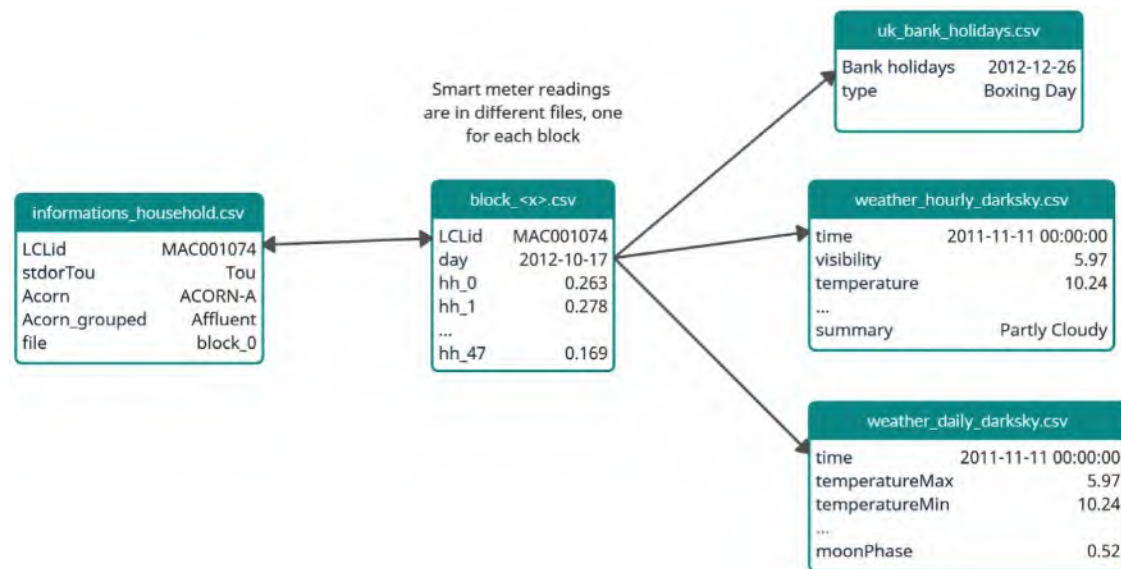 uk_bank_holidays.csv
Bank holidays 2012-12-26
type Boxing Day
Smart meter readings
are in different files, one
for each block
informations_household.csv
LCLid MAC001074
stdorTou Tou
Acorn ACORN-A
Acorn_grouped Affluent
file block_0
block_<x>.csv
LCLid MAC001074
day 2012-10-17
hh_0 0.263
hh_1 0.278
...
hh_47 0.169
weather_hourly_darksky.csv
time 2011-11-11 00:00:00
visibility 5.97
temperature 10.24
...
summary Partly Cloudy
weather_daily_darksky.csv
time 2011-11-11 00:00:00
temperatureMax 5.97
temperatureMin 10.24
...
moonPhase 0.52